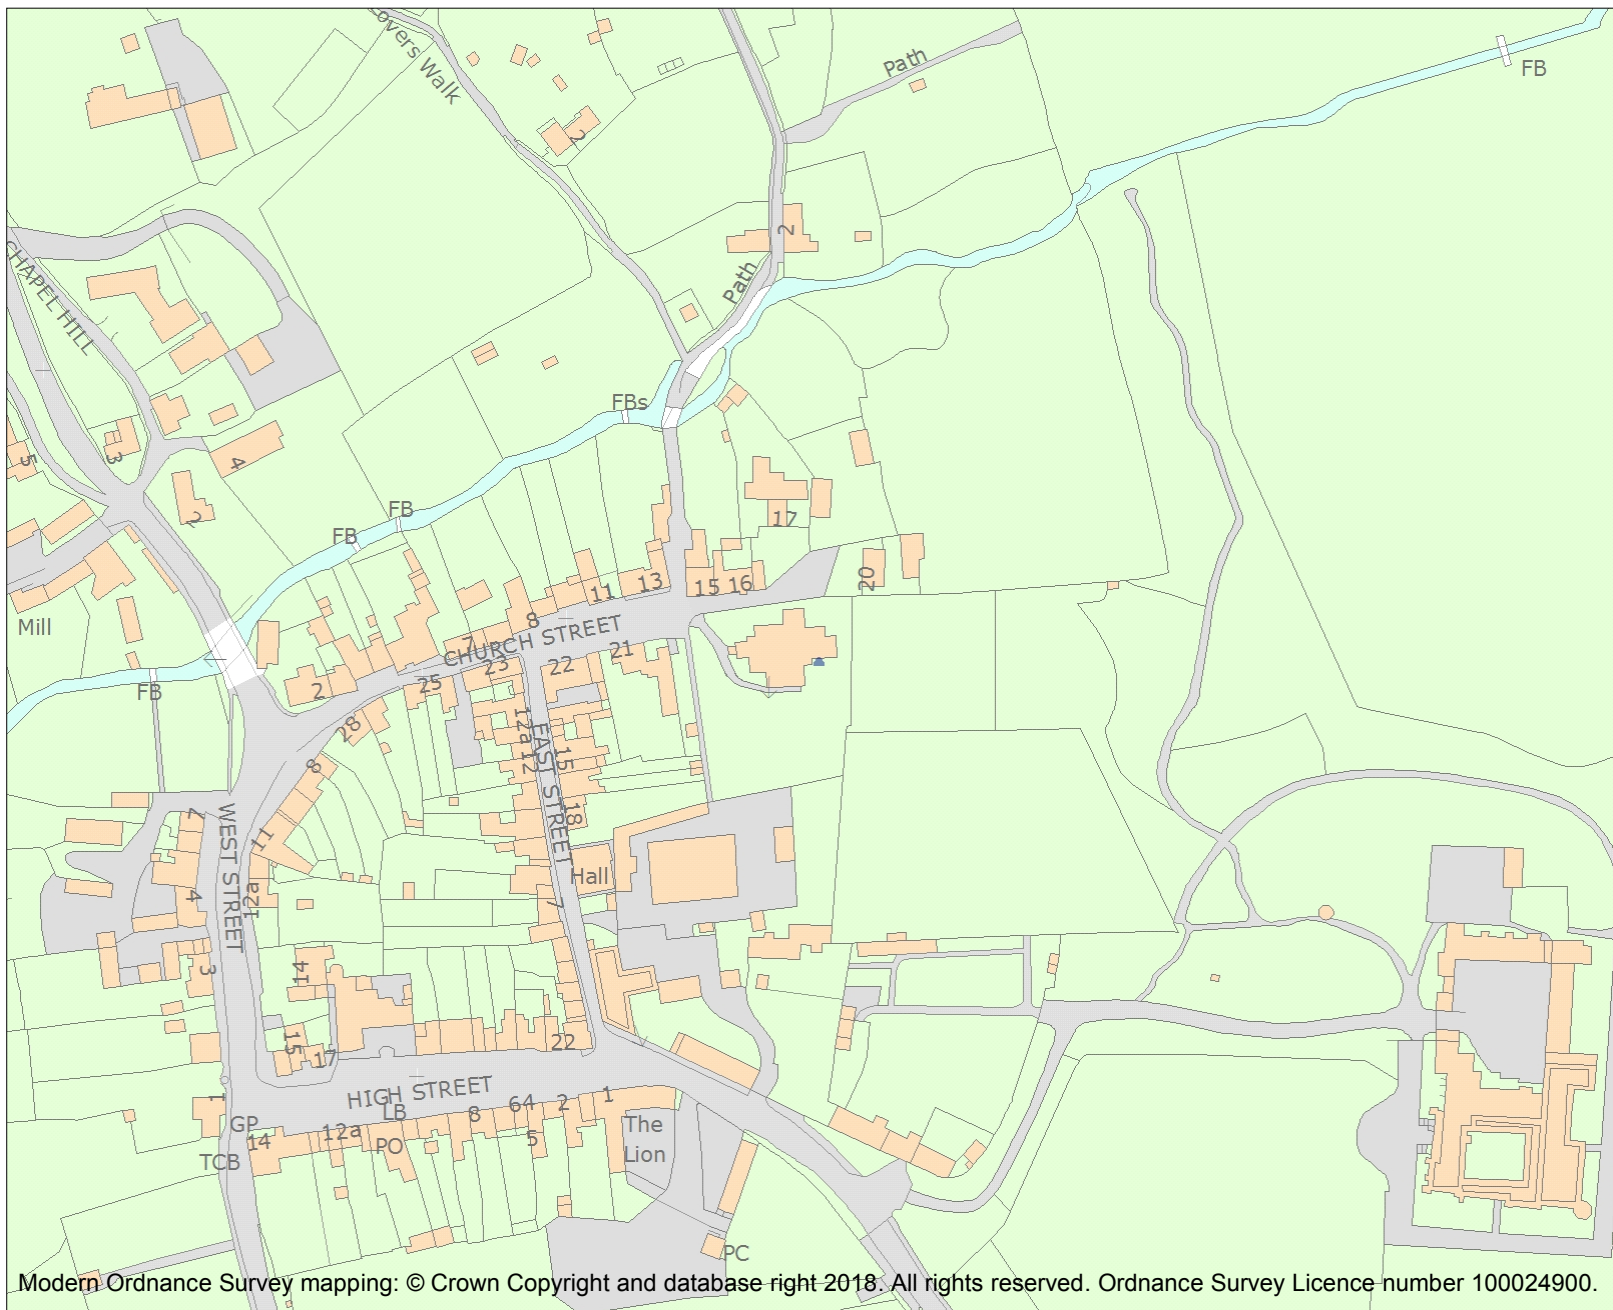 Lovers Walk
Path
FB
2
2
CHAPEL HILL
Path
FBs
5
3
4
2
FB
FB
17
20
15 16
13
11
8
Mill
CHURCH STREET
7
21
22
23
25
2
FB
28
12a
12
EAST STREET
15
8
18
7
WEST STREET
11
Hall
4
12a
7
3
14
15
17
22
HIGH STREET
1
LB
GP
14
12a
PO
8
64
2
1
5
The
Lion
TCB
PC
Modern Ordnance Survey mapping: © Crown Copyright and database right 2018. All rights reserved. Ordnance Survey Licence number 100024900.